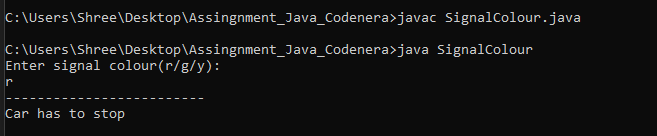 C:\Users\Shree\Desktop\Assingnment_Java_Codenera>javac SignalColour.java
C:\Users\Shree\Desktop\Assingnment_Java_Codenera>java SignalColour
Enter signal colour(r/g/y):
r
-------------------------
Car has to stop